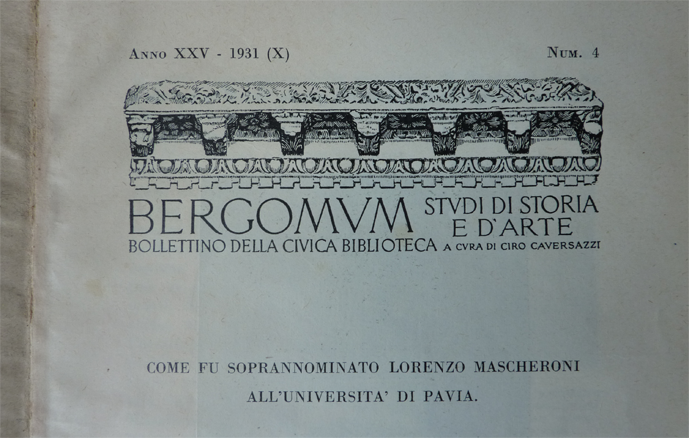 ANNO XXV - 1931 (X) NUM. 4
BERGOMVM STVDI DI STORIA
E D'ARTE
BOLLETTINO DELLA CIVICA BIBLIOTECA A CVRA DI CIRO CAVERSAZZI
COME FU SOPRANNOMINATO LORENZO MASCHERONI
ALL'UNIVERSITA' DI PAVIA.